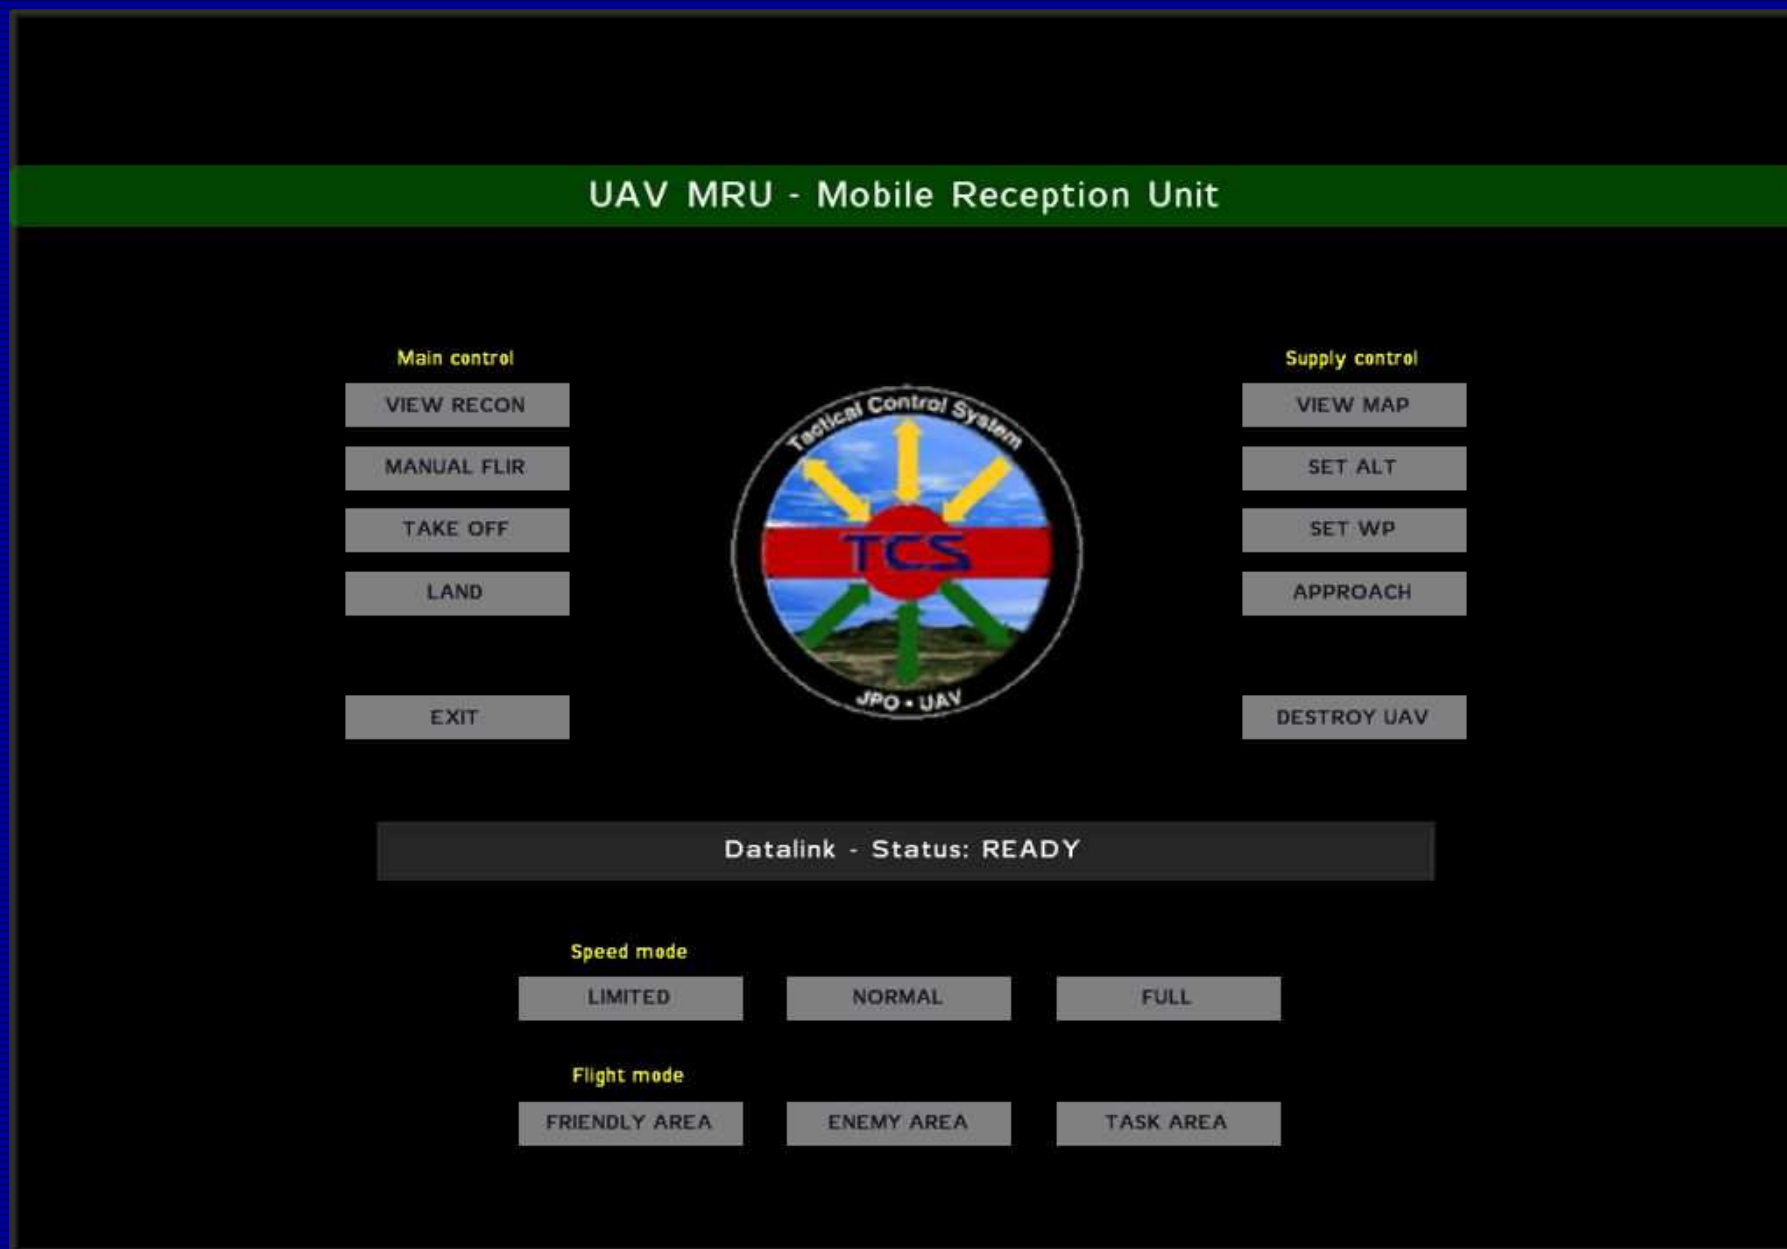 UAV MRU - Mobile Reception Unit
Main control
VIEW RECON
MANUAL FLIR
TAKE OFF
LAND
EXIT
Tactical Control System
TCS
JPO • UAV
Supply control
VIEW MAP
SET ALT
SET WP
APPROACH
DESTROY UAV
Datalink - Status: READY
Speed mode
LIMITED NORMAL FULL
Flight mode
FRIENDLY AREA ENEMY AREA TASK AREA